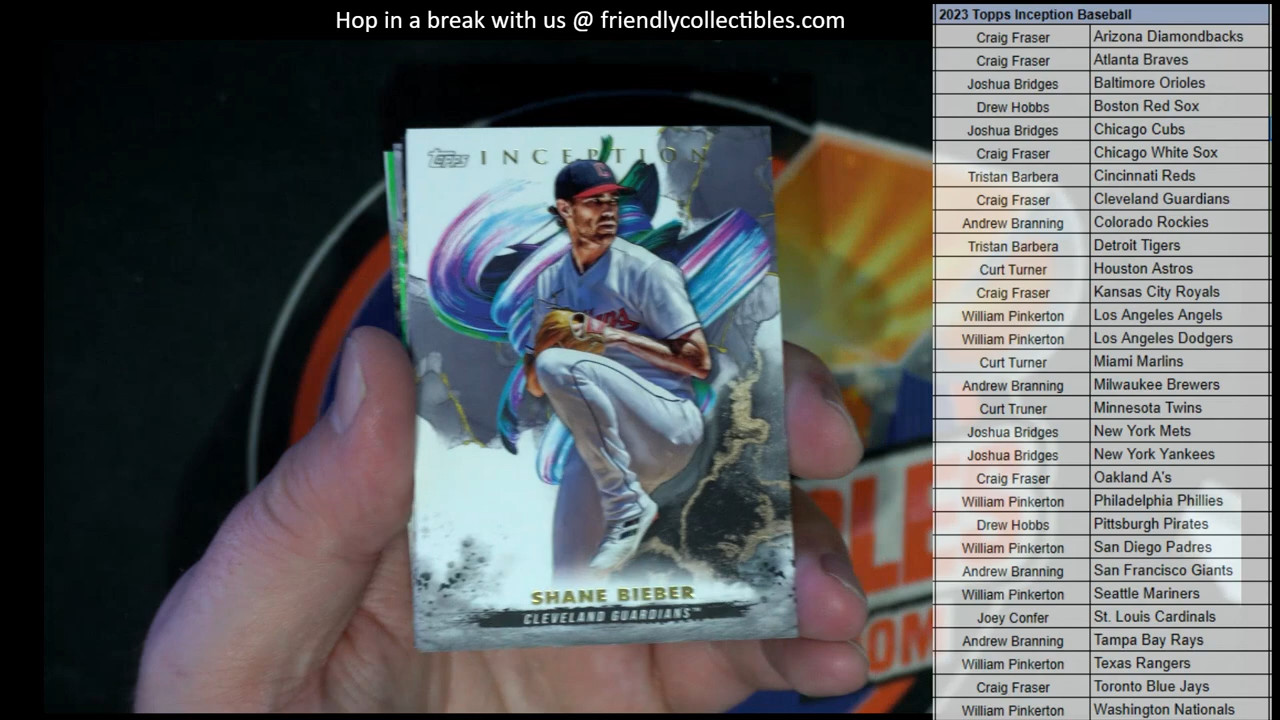 Hop in a break with us @ friendlycollectibles.com
Topps INCEPTION
SHANE BIEBER
CLEVELAND GUARDIANS™
2023 Topps Inception Baseball
Craig Fraser Arizona Diamondbacks
Craig Fraser Atlanta Braves
Joshua Bridges Baltimore Orioles
Drew Hobbs Boston Red Sox
Joshua Bridges Chicago Cubs
Craig Fraser Chicago White Sox
Tristan Barbera Cincinnati Reds
Craig Fraser Cleveland Guardians
Andrew Branning Colorado Rockies
Tristan Barbera Detroit Tigers
Curt Turner Houston Astros
Craig Fraser Kansas City Royals
William Pinkerton Los Angeles Angels
William Pinkerton Los Angeles Dodgers
Curt Turner Miami Marlins
Andrew Branning Milwaukee Brewers
Curt Truner Minnesota Twins
Joshua Bridges New York Mets
Joshua Bridges New York Yankees
Craig Fraser Oakland A's
William Pinkerton Philadelphia Phillies
Drew Hobbs Pittsburgh Pirates
William Pinkerton San Diego Padres
Andrew Branning San Francisco Giants
William Pinkerton Seattle Mariners
Joey Confer St. Louis Cardinals
Andrew Branning Tampa Bay Rays
William Pinkerton Texas Rangers
Craig Fraser Toronto Blue Jays
William Pinkerton Washington Nationals